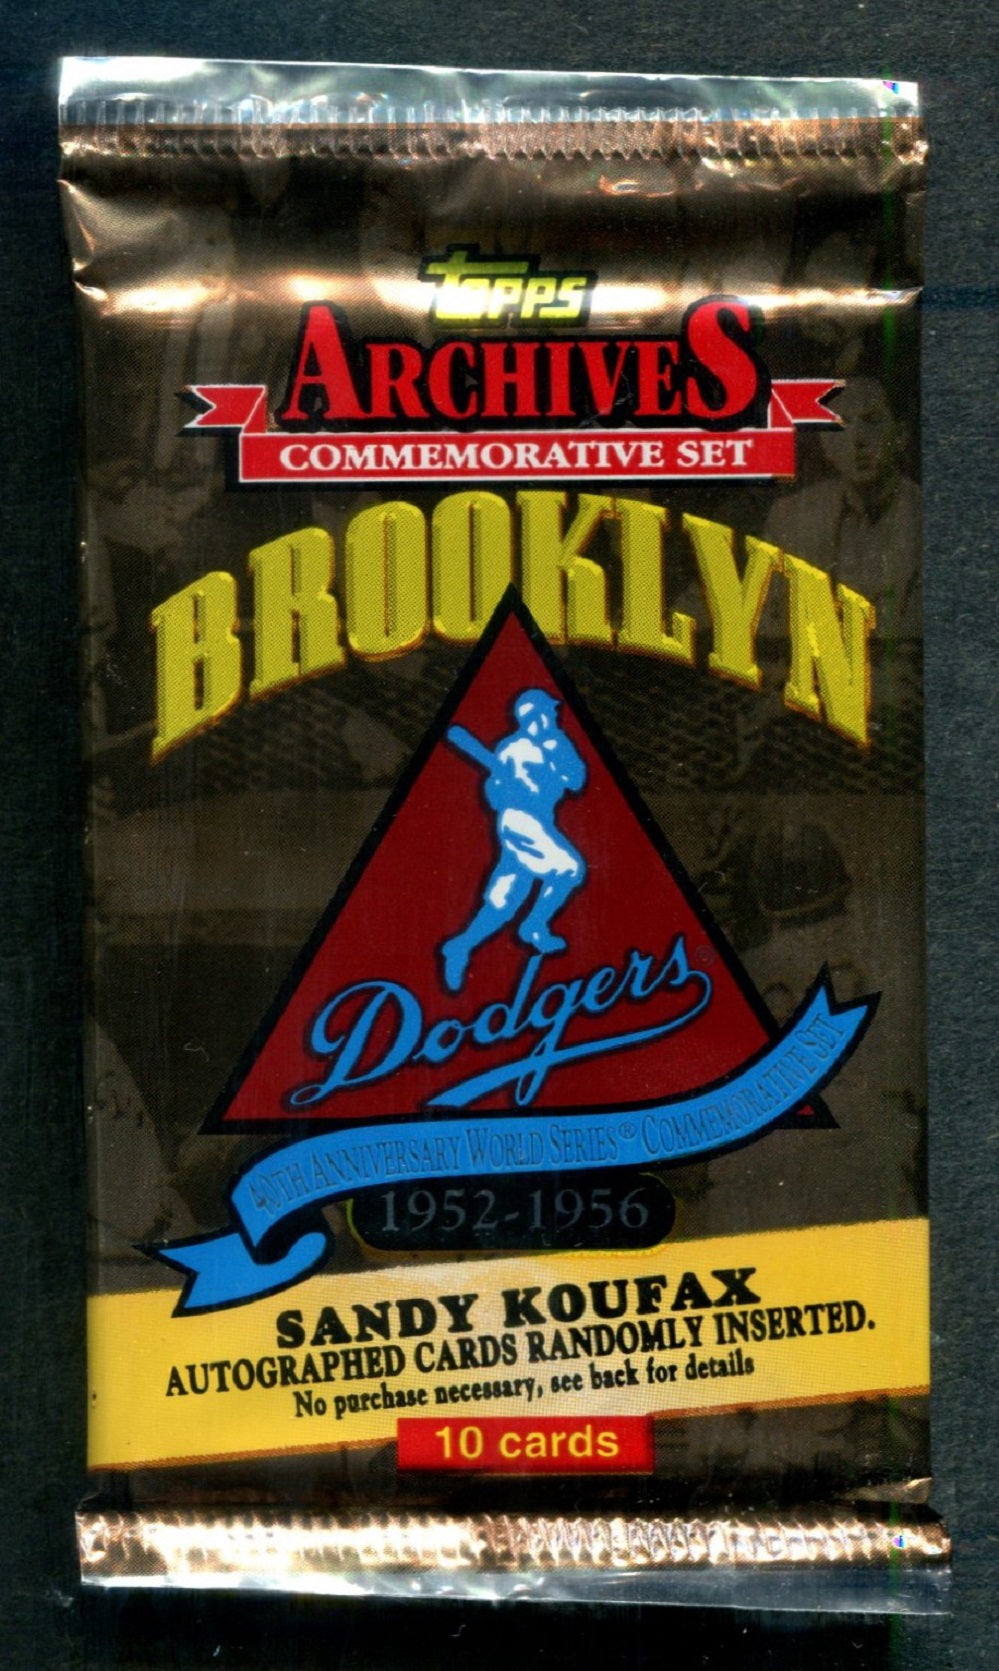 Topps
ARCHIVES
COMMEMORATIVE SET
BROOKLYN
Dodgers
40TH ANNIVERSARY WORLD SERIES® COMMEMORATIVE SET
1952-1956
SANDY KOUFAX
AUTOGRAPHED CARDS RANDOMLY INSERTED.
No purchase necessary, see back for details
10 cards